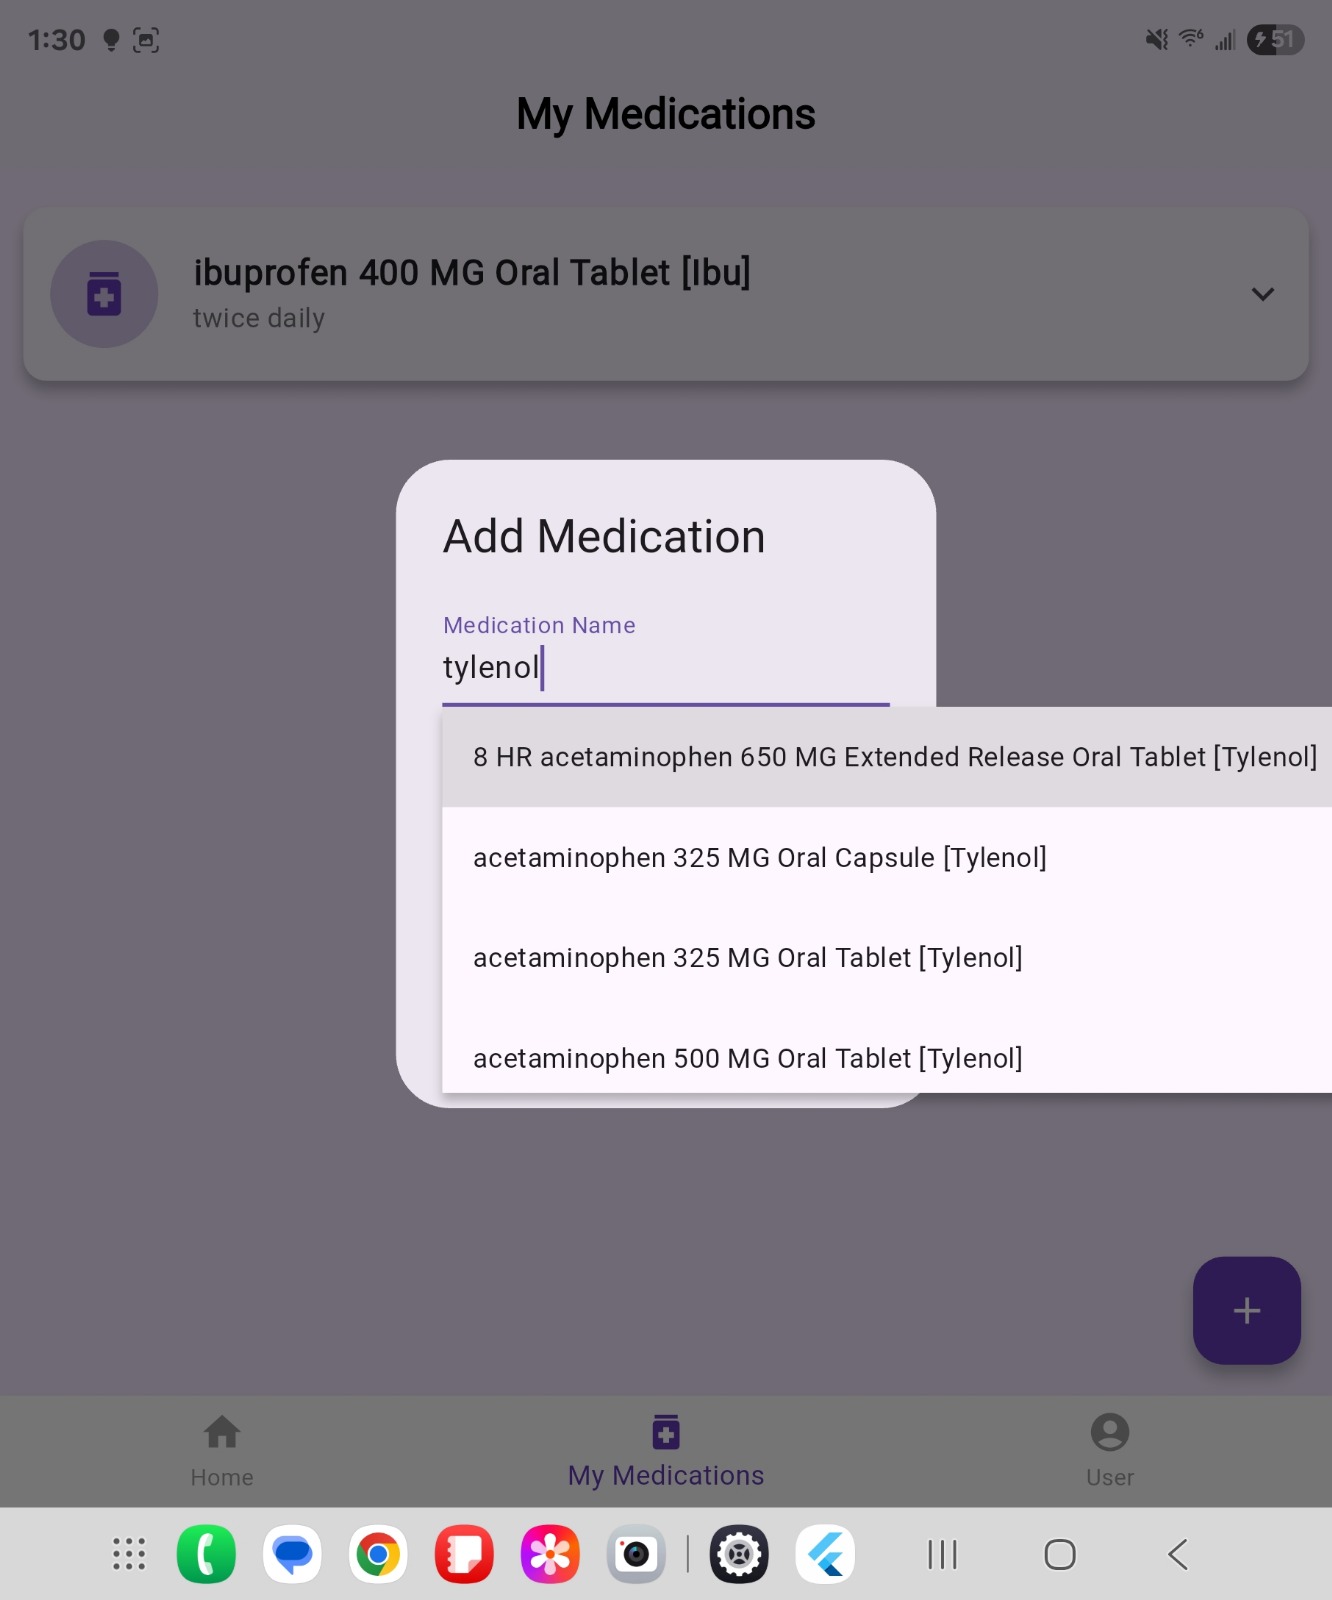 1:30
51
My Medications
ibuprofen 400 MG Oral Tablet [Ibu]
twice daily
Add Medication
Medication Name
tylenol
8 HR acetaminophen 650 MG Extended Release Oral Tablet [Tylenol]
acetaminophen 325 MG Oral Capsule [Tylenol]
acetaminophen 325 MG Oral Tablet [Tylenol]
acetaminophen 500 MG Oral Tablet [Tylenol]
Home
My Medications
User